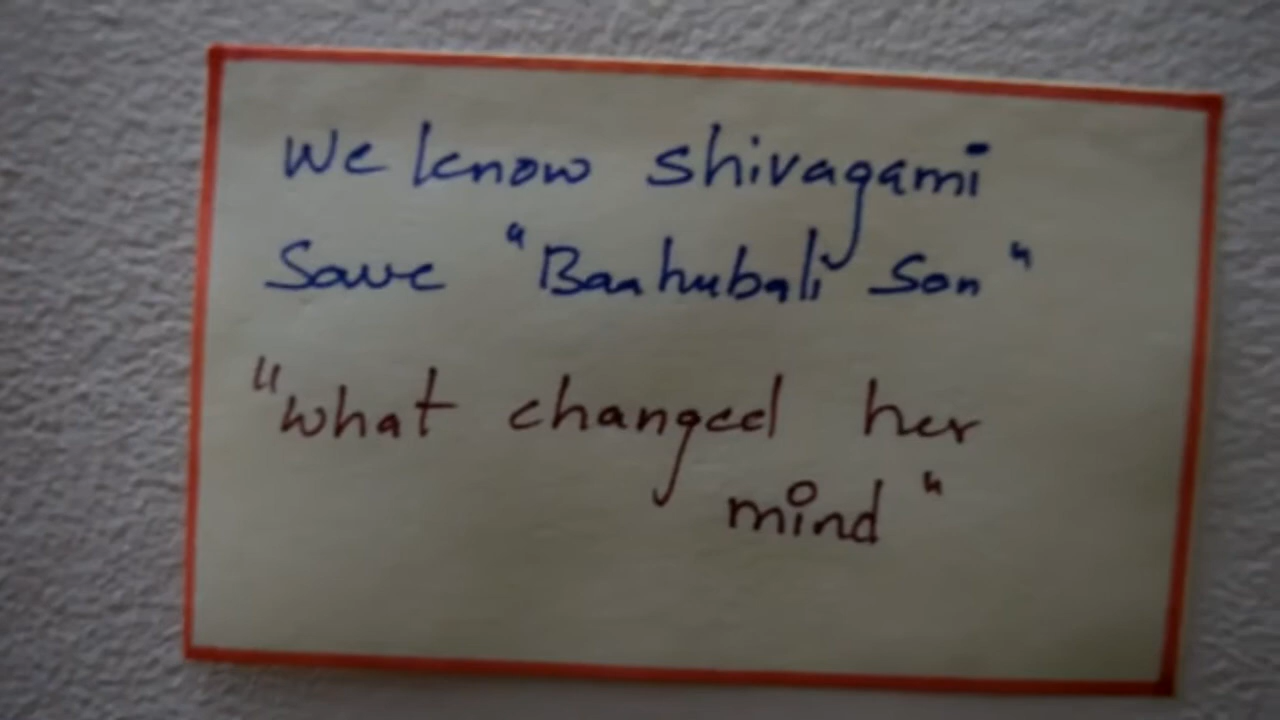 We know shivagami
Save "Baahubali Son"
"what changed her
mind"